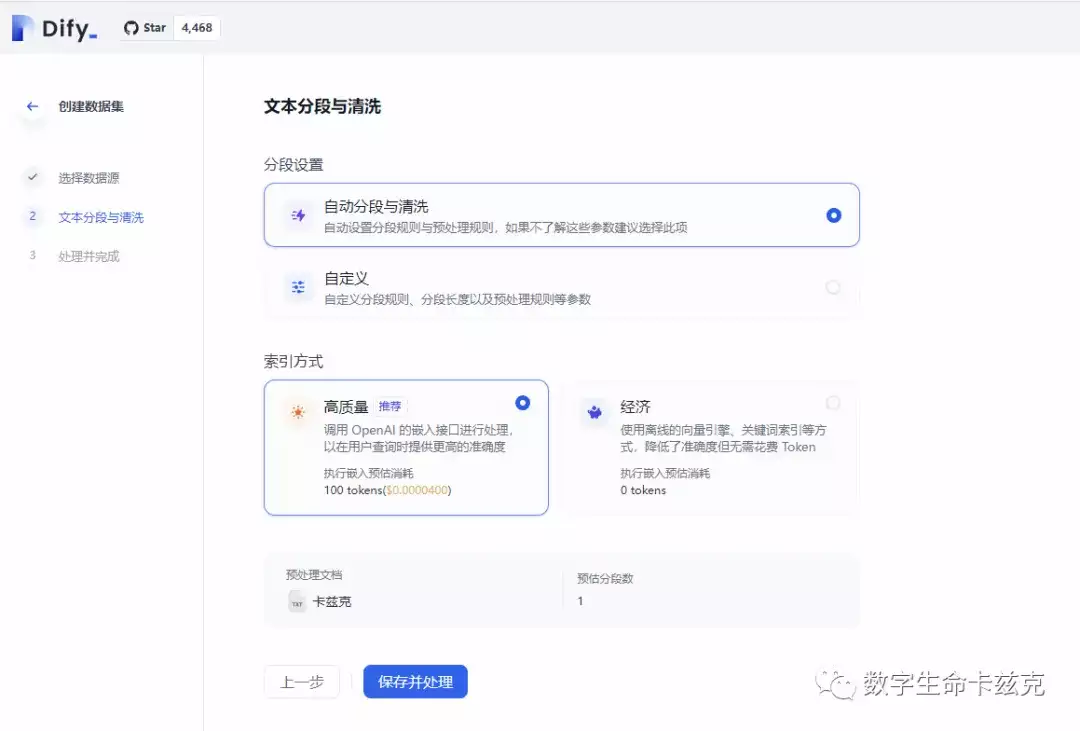 Dify_
Star 4,468
创建数据集
选择数据源
2 文本分段与清洗
3 处理并完成
文本分段与清洗
分段设置
自动分段与清洗
自动设置分段规则与预处理规则，如果不了解这些参数建议选择此项
自定义
自定义分段规则、分段长度以及预处理规则等参数
索引方式
高质量 推荐
调用 OpenAI 的嵌入接口进行处理，
以在用户查询时提供更高的准确度
执行嵌入预估消耗
100 tokens($0.0000400)
经济
使用离线的向量引擎、关键词索引等方
式，降低了准确度但无需花费 Token
执行嵌入预估消耗
0 tokens
预处理文档
TXT 卡兹克
预估分段数
1
上一步
保存并处理
数字生命卡兹克